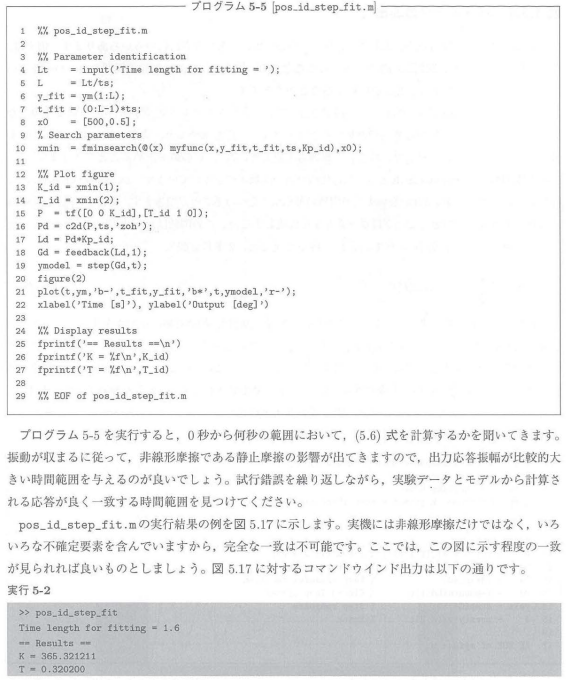 プログラム 5-5 [pos_id_step_fit.m]
1 %% pos_id_step_fit.m
2
3 %% Parameter identification
4 Lt = input('Time length for fitting = ');
5 L = Lt/ts;
6 y_fit = ym(1:L);
7 t_fit = (0:L-1)*ts;
8 x0 = [500,0.5];
9 % Search parameters
10 xmin = fminsearch(@(x) myfunc(x,y_fit,t_fit,ts,Kp_id),x0);
11
12 %% Plot figure
13 K_id = xmin(1);
14 T_id = xmin(2);
15 P = tf([0 0 K_id],[T_id 1 0]);
16 Pd = c2d(P,ts,'zoh');
17 Ld = Pd*Kp_id;
18 Gd = feedback(Ld,1);
19 ymodel = step(Gd,t);
20 figure(2)
21 plot(t,ym,'b-',t_fit,y_fit,'b*',t,ymodel,'r-');
22 xlabel('Time [s]'), ylabel('Output [deg]')
23
24 %% Display results
25 fprintf('== Results ==\n')
26 fprintf('K = %f\n',K_id)
27 fprintf('T = %f\n',T_id)
28
29 %% EOF of pos_id_step_fit.m
プログラム 5-5 を実行すると，0 秒から何秒の範囲において，(5.6) 式を計算するかを聞いてきます。
振動が収まるに従って，非線形摩擦である静止摩擦の影響が出てきますので，出力応答振幅が比較的大
きい時間範囲を与えるのが良いでしょう。試行錯誤を繰り返しながら，実験データとモデルから計算さ
れる応答が良く一致する時間範囲を見つけてください。
pos_id_step_fit.m の実行結果の例を図 5.17 に示します。実機には非線形摩擦だけではなく，いろ
いろな不確定要素を含んでいますから，完全な一致は不可能です。ここでは，この図に示す程度の一致
が見られれば良いものとしましょう。図 5.17 に対するコマンドウインド出力は以下の通りです。
実行 5-2
>> pos_id_step_fit
Time length for fitting = 1.6
== Results ==
K = 365.321211
T = 0.320200